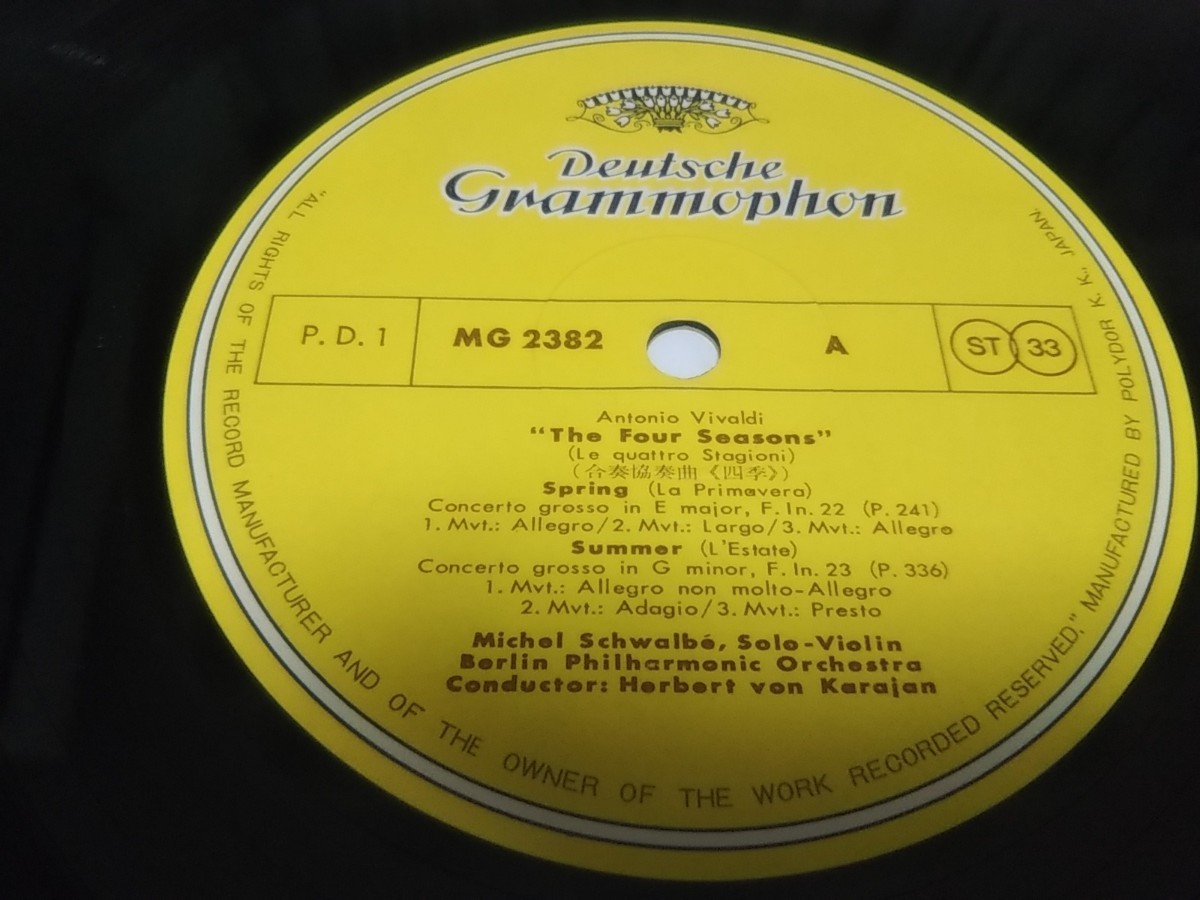 Deutsche
Grammophon
P. D. 1
MG 2382
A
ST 33
Antonio Vivaldi
"The Four Seasons"
(Le quattro Stagioni)
(合奏協奏曲《四季》)
Spring (La Primavera)
Concerto grosso in E major, F. In. 22 (P. 241)
1. Mvt.: Allegro/2. Mvt.: Largo/3. Mvt.: Allegro
Summer (L'Estate)
Concerto grosso in G minor, F. In. 23 (P. 336)
1. Mvt.: Allegro non molto-Allegro
2. Mvt.: Adagio/3. Mvt.: Presto
Michel Schwalbé, Solo-Violin
Berlin Philharmonic Orchestra
Conductor: Herbert von Karajan
"ALL RIGHTS OF THE RECORD MANUFACTURER AND OF THE OWNER OF THE WORK RECORDED RESERVED." MANUFACTURED BY POLYDOR K. K., JAPAN.